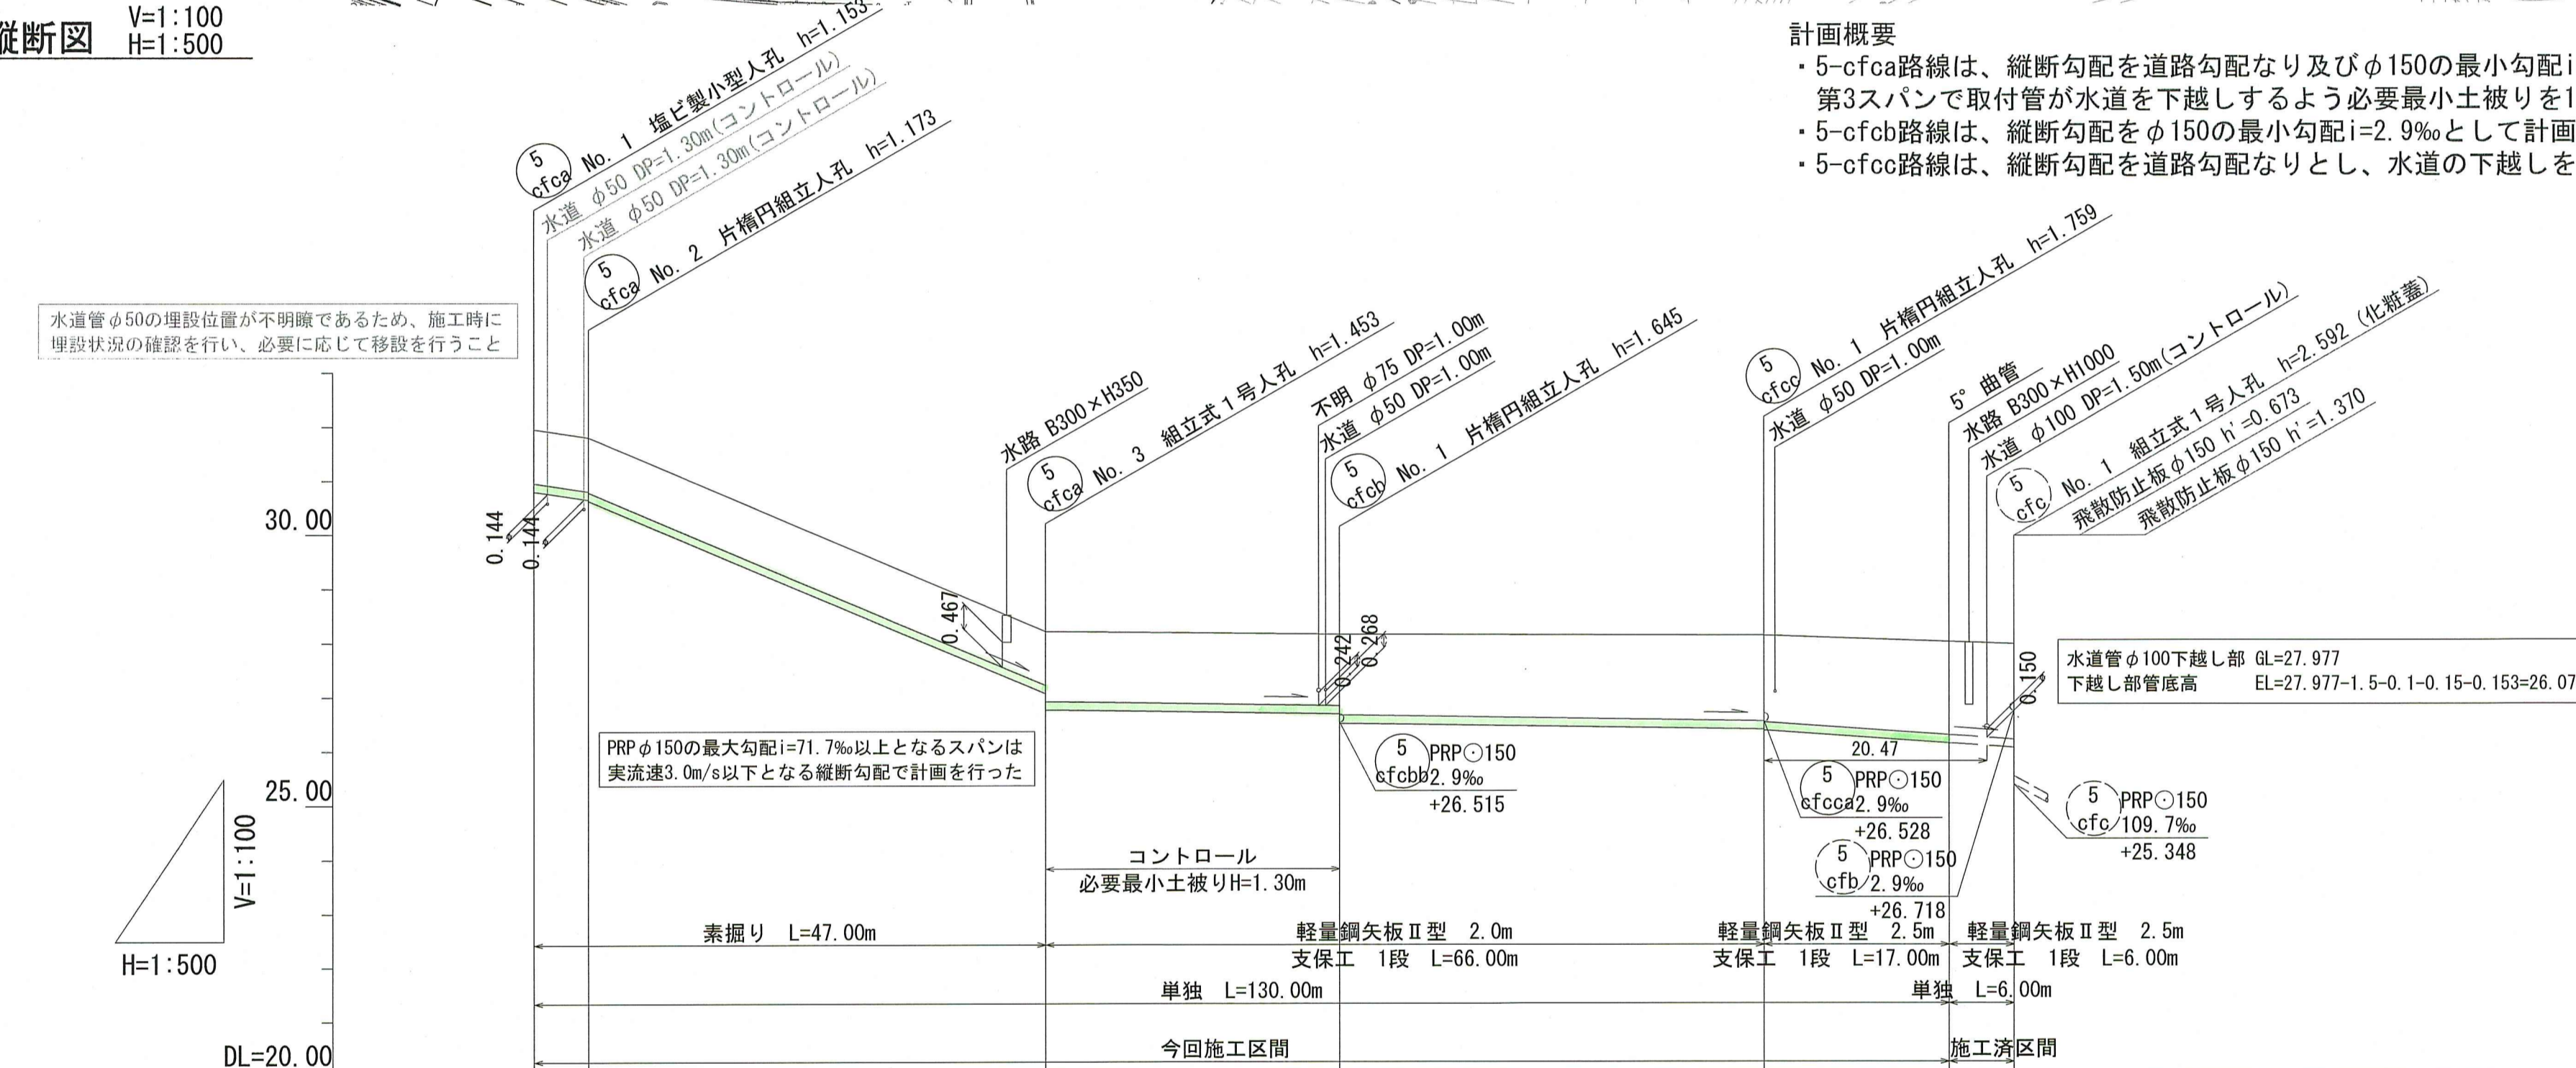 縦断図
V=1:100
H=1:500
計画概要
・5-cfca路線は、縦断勾配を道路勾配なり及びφ150の最小勾配i
第3スパンで取付管が水道を下越しするよう必要最小土被りを1
・5-cfcb路線は、縦断勾配をφ150の最小勾配i=2.9‰として計画
・5-cfcc路線は、縦断勾配を道路勾配なりとし、水道の下越しを
5 cfca No. 1 塩ビ製小型人孔 h=1.153
水道 φ50 DP=1.30m(コントロール)
水道 φ50 DP=1.30m(コントロール)
5 cfca No. 2 片楕円組立人孔 h=1.173
水道管φ50の埋設位置が不明瞭であるため、施工時に
埋設状況の確認を行い、必要に応じて移設を行うこと
水路 B300×H350
5 cfca No. 3 組立式1号人孔 h=1.453
不明 φ75 DP=1.00m
水道 φ50 DP=1.00m
5 cfcb No. 1 片楕円組立人孔 h=1.645
5 cfcc No. 1 片楕円組立人孔 h=1.759
水道 φ50 DP=1.00m
5° 曲管
水路 B300×H1000
水道 φ100 DP=1.50m(コントロール)
5 cfc No. 1 組立式1号人孔 h=2.592 (化粧蓋)
飛散防止板φ150 h'=0.673
飛散防止板φ150 h'=1.370
30.00
25.00
DL=20.00
V=1:100
H=1:500
0.144
0.144
0.467
0.242
0.268
0.150
水道管φ100下越し部 GL=27.977
下越し部管底高 EL=27.977-1.5-0.1-0.15-0.153=26.07
PRPφ150の最大勾配i=71.7‰以上となるスパンは
実流速3.0m/s以下となる縦断勾配で計画を行った
5 cfcbb PRP⊙150
2.9‰
+26.515
20.47
5 cfcca PRP⊙150
2.9‰
+26.528
5 cfb PRP⊙150
2.9‰
+26.718
5 cfc PRP⊙150
109.7‰
+25.348
コントロール
必要最小土被りH=1.30m
素掘り L=47.00m
軽量鋼矢板Ⅱ型 2.0m
支保工 1段 L=66.00m
軽量鋼矢板Ⅱ型 2.5m
支保工 1段 L=17.00m
軽量鋼矢板Ⅱ型 2.5m
支保工 1段 L=6.00m
単独 L=130.00m
単独 L=6.00m
今回施工区間
施工済区間